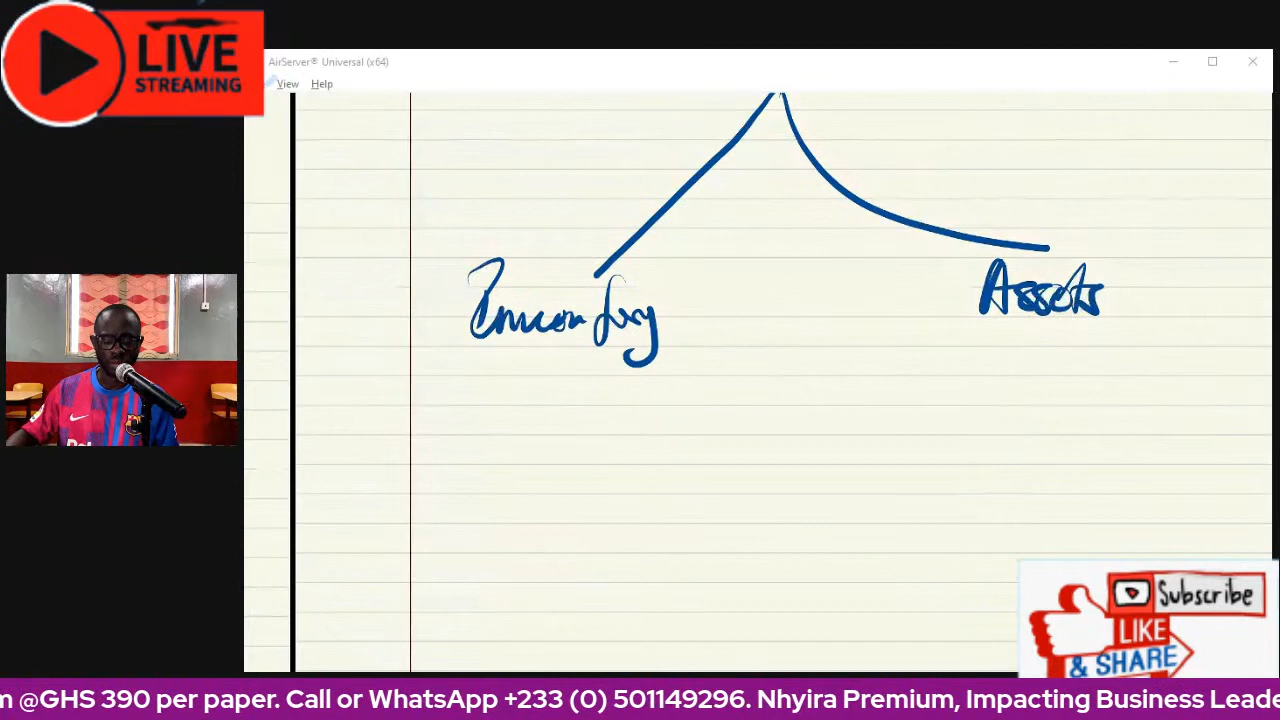 LIVE
STREAMING
AirServer® Universal (x64)
View Help
Assets
Subscribe
LIKE
& SHARE
m @GHS 390 per paper. Call or WhatsApp +233 (0) 501149296. Nhyira Premium, Impacting Business Leade